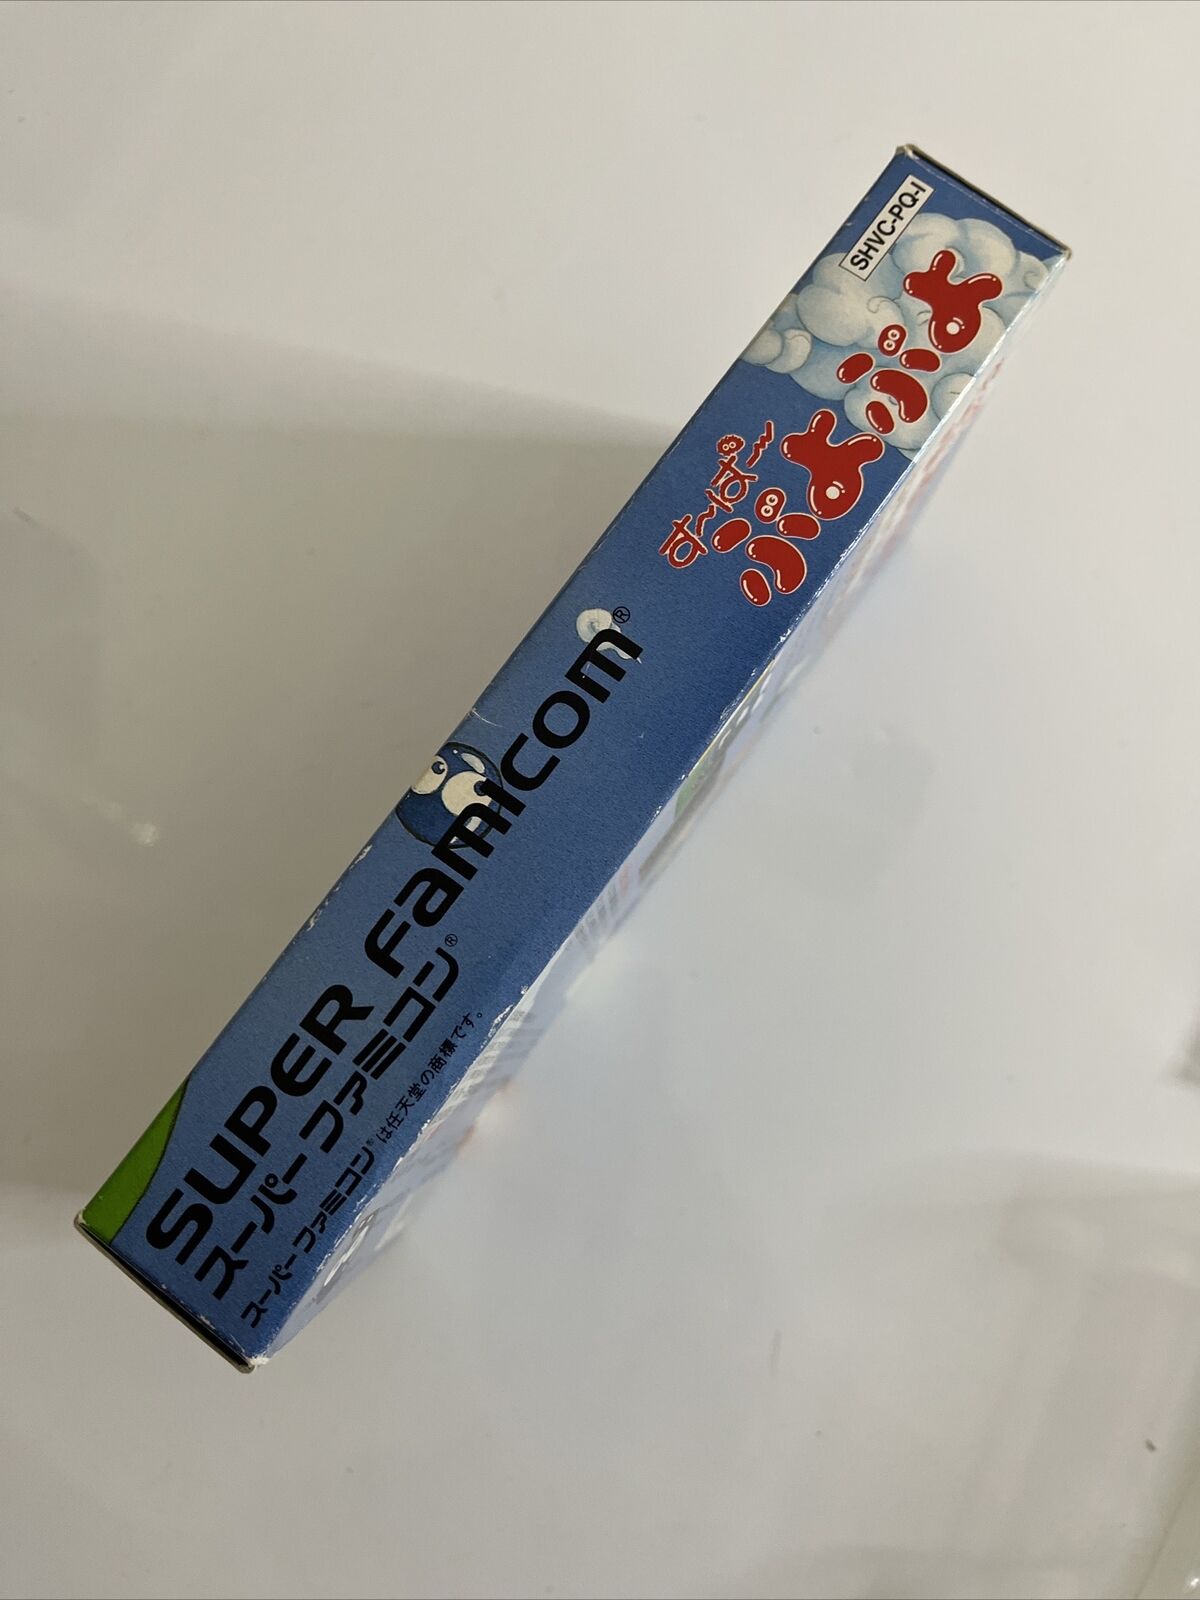 SUPER FAMICOM®
スーパーファミコン®
スーパーファミコン®は任天堂の商標です。
す〜ぱ〜
ぷよぷよ
SHVC-PQ-I